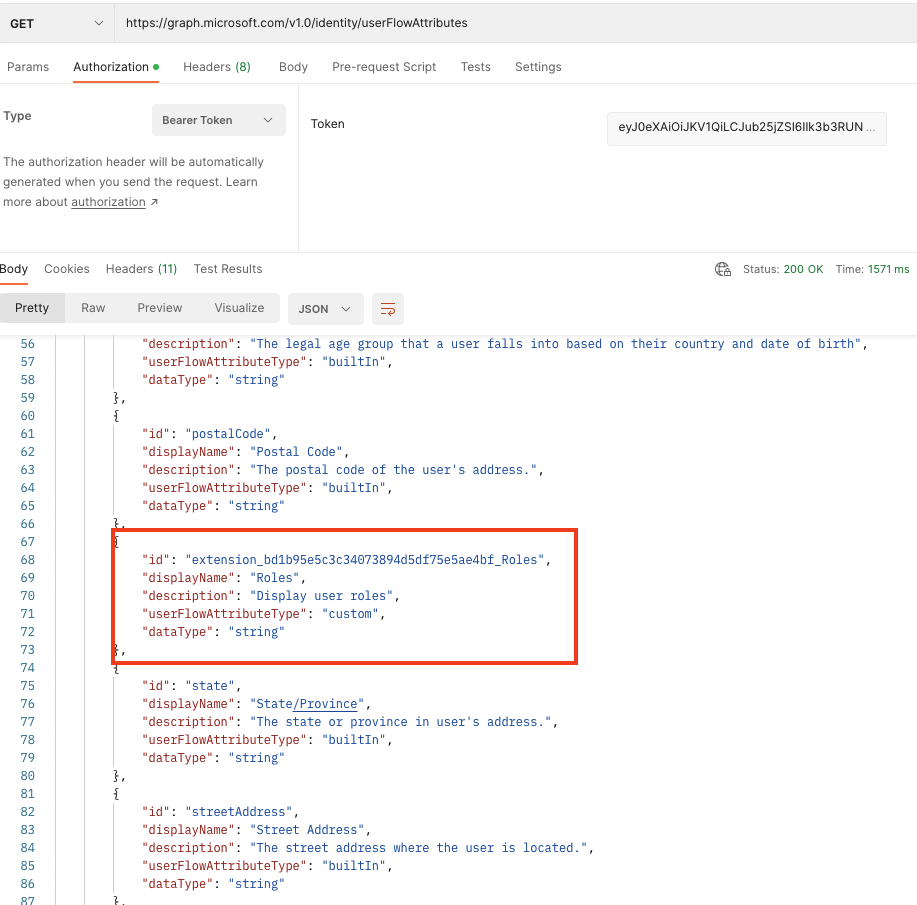 GET https://graph.microsoft.com/v1.0/identity/userFlowAttributes
Params Authorization Headers (8) Body Pre-request Script Tests Settings
Type Bearer Token
Token eyJ0eXAiOiJKV1QiLCJub25jZSI6Illk3b3RUN ...
The authorization header will be automatically
generated when you send the request. Learn
more about authorization ↗
Body Cookies Headers (11) Test Results Status: 200 OK Time: 1571 ms
Pretty Raw Preview Visualize JSON
56 "description": "The legal age group that a user falls into based on their country and date of birth",
57 "userFlowAttributeType": "builtIn",
58 "dataType": "string"
59 },
60 {
61 "id": "postalCode",
62 "displayName": "Postal Code",
63 "description": "The postal code of the user's address.",
64 "userFlowAttributeType": "builtIn",
65 "dataType": "string"
66 },
67 {
68 "id": "extension_bd1b95e5c3c34073894d5df75e5ae4bf_Roles",
69 "displayName": "Roles",
70 "description": "Display user roles",
71 "userFlowAttributeType": "custom",
72 "dataType": "string"
73 },
74 {
75 "id": "state",
76 "displayName": "State/Province",
77 "description": "The state or province in user's address.",
78 "userFlowAttributeType": "builtIn",
79 "dataType": "string"
80 },
81 {
82 "id": "streetAddress",
83 "displayName": "Street Address",
84 "description": "The street address where the user is located.",
85 "userFlowAttributeType": "builtIn",
86 "dataType": "string"
87 },